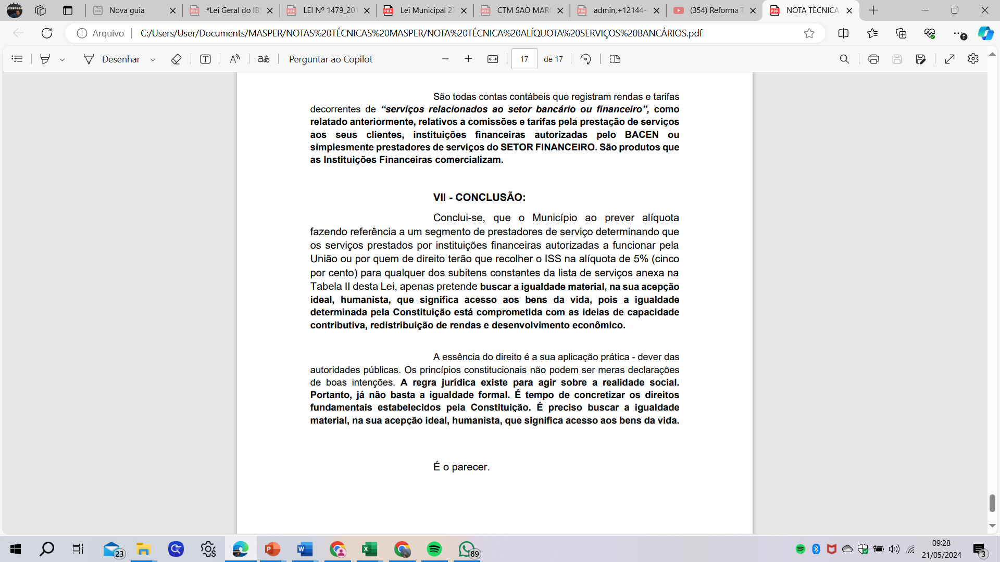 Nova guia
*Lei Geral do IBS
LEI Nº 1479_201
Lei Municipal 27
CTM SAO MARC
admin,+12144-
(354) Reforma T
NOTA TÉCNICA
Arquivo
C:/Users/User/Documents/MASPER/NOTAS%20TÉCNICAS%20MASPER/NOTA%20TÉCNICA%20ALÍQUOTA%20SERVIÇOS%20BANCÁRIOS.pdf
Desenhar
Perguntar ao Copilot
17
de 17
São todas contas contábeis que registram rendas e tarifas
decorrentes de “serviços relacionados ao setor bancário ou financeiro”, como
relatado anteriormente, relativos a comissões e tarifas pela prestação de serviços
aos seus clientes, instituições financeiras autorizadas pelo BACEN ou
simplesmente prestadores de serviços do SETOR FINANCEIRO. São produtos que
as Instituições Financeiras comercializam.
VII - CONCLUSÃO:
Conclui-se, que o Município ao prever alíquota
fazendo referência a um segmento de prestadores de serviço determinando que
os serviços prestados por instituições financeiras autorizadas a funcionar pela
União ou por quem de direito terão que recolher o ISS na alíquota de 5% (cinco
por cento) para qualquer dos subitens constantes da lista de serviços anexa na
Tabela II desta Lei, apenas pretende buscar a igualdade material, na sua acepção
ideal, humanista, que significa acesso aos bens da vida, pois a igualdade
determinada pela Constituição está comprometida com as ideias de capacidade
contributiva, redistribuição de rendas e desenvolvimento econômico.
A essência do direito é a sua aplicação prática - dever das
autoridades públicas. Os princípios constitucionais não podem ser meras declarações
de boas intenções. A regra jurídica existe para agir sobre a realidade social.
Portanto, já não basta a igualdade formal. É tempo de concretizar os direitos
fundamentais estabelecidos pela Constituição. É preciso buscar a igualdade
material, na sua acepção ideal, humanista, que significa acesso aos bens da vida.
É o parecer.
23
89
09:28
21/05/2024
3